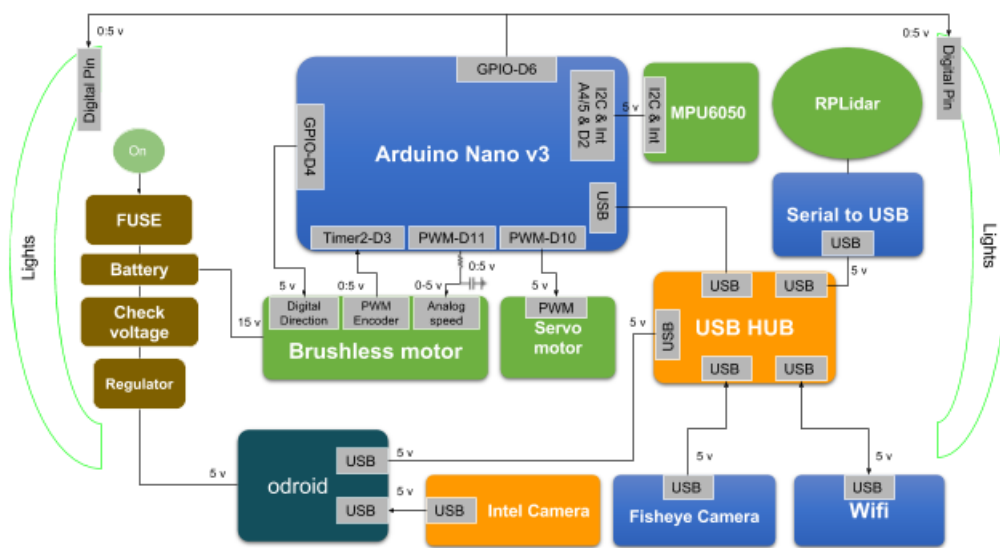 0:5 v
0:5 v
Digital Pin
Digital Pin
GPIO-D6
I2C & Int
A4/5 & D2
5 v
I2C & Int
MPU6050
RPLidar
GPIO-D4
Arduino Nano v3
On
FUSE
USB
Serial to USB
USB
Lights
Lights
Timer2-D3
PWM-D11
PWM-D10
Battery
5 v
0:5 v
0-5 v
0:5 v
5 v
USB
USB
5 v
Check
voltage
15 v
Digital
Direction
PWM
Encoder
Analog
speed
PWM
Brushless motor
Servo
motor
5 v
USB
USB HUB
Regulator
USB
USB
5 v
odroid
USB
5 v
5 v
5 v
USB
5 v
USB
Intel Camera
USB
Fisheye Camera
USB
Wifi